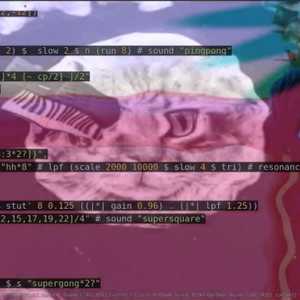 2) $ slow 2 $ n (run 8) # sound "pingpong"
]*4 [~ cp/2] ]/2"
:3*2?]]",
"hh*8" # lpf (scale 2000 10000 $ slow 4 $ tri) # resonanc
stut' 8 0.125 ((|*| gain 0.96) . (|*| lpf 1.25))
2,15,17,19,22]/4" # sound "supersquare"
$ s "supergong*2?"